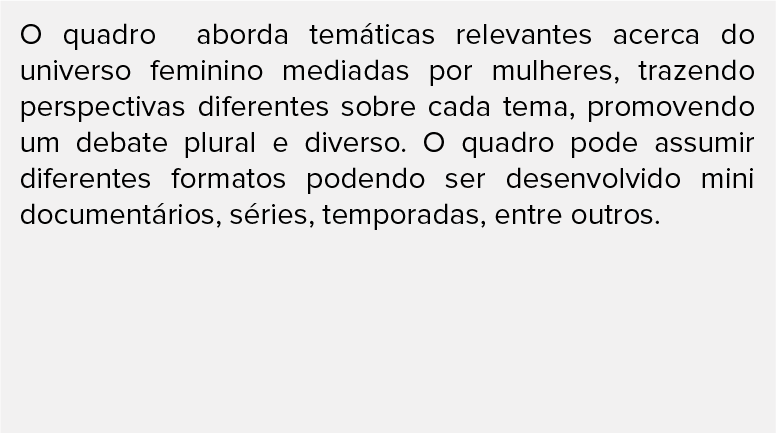 O quadro aborda temáticas relevantes acerca do
universo feminino mediadas por mulheres, trazendo
perspectivas diferentes sobre cada tema, promovendo
um debate plural e diverso. O quadro pode assumir
diferentes formatos podendo ser desenvolvido mini
documentários, séries, temporadas, entre outros.